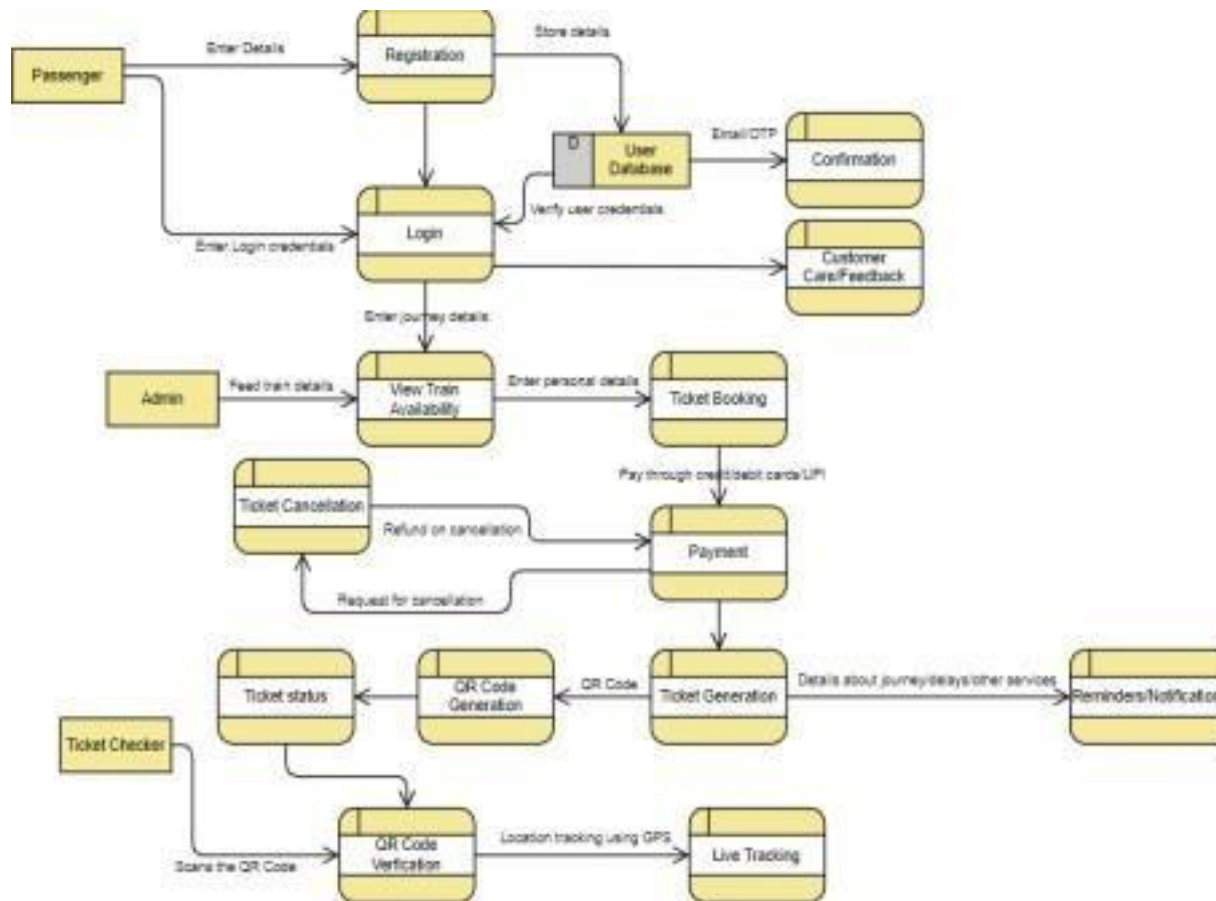 Enter Details
Store details
Registration
Passenger
D
User
Database
Email/OTP
Confirmation
Verify user credentials
Login
Enter Login credentials
Customer
Care/Feedback
Enter journey details
Admin
Feed train details
View Train
Availability
Enter personal details
Ticket Booking
Pay through credit/debit cards/UPI
Ticket Cancellation
Refund on cancellation
Payment
Request for cancellation
Ticket status
QR Code
Generation
QR Code
Ticket Generation
Details about journey/delays/other services
Reminders/Notification
Ticket Checker
Scans the QR Code
QR Code
Verfication
Location tracking using GPS
Live Tracking